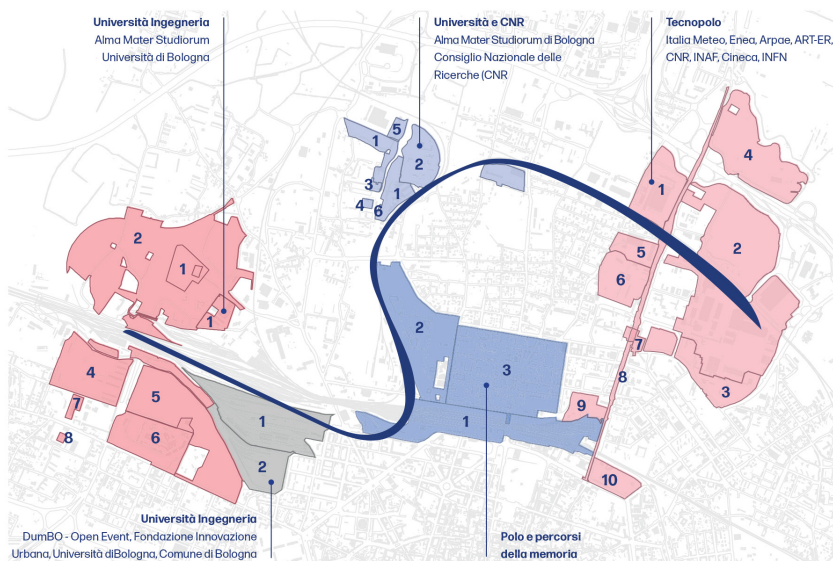 Università Ingegneria
Alma Mater Studiorum
Università di Bologna
Università e CNR
Alma Mater Studiorum di Bologna
Consiglio Nazionale delle
Ricerche (CNR
Tecnopolo
Italia Meteo, Enea, Arpae, ART-ER,
CNR, INAF, Cineca, INFN
5
1
2
3
1
4
6
4
1
2
5
6
7
8
3
9
10
2
1
1
4
5
7
6
8
1
2
2
3
1
Università Ingegneria
DumBO - Open Event, Fondazione Innovazione
Urbana, Università diBologna, Comune di Bologna
Polo e percorsi
della memoria